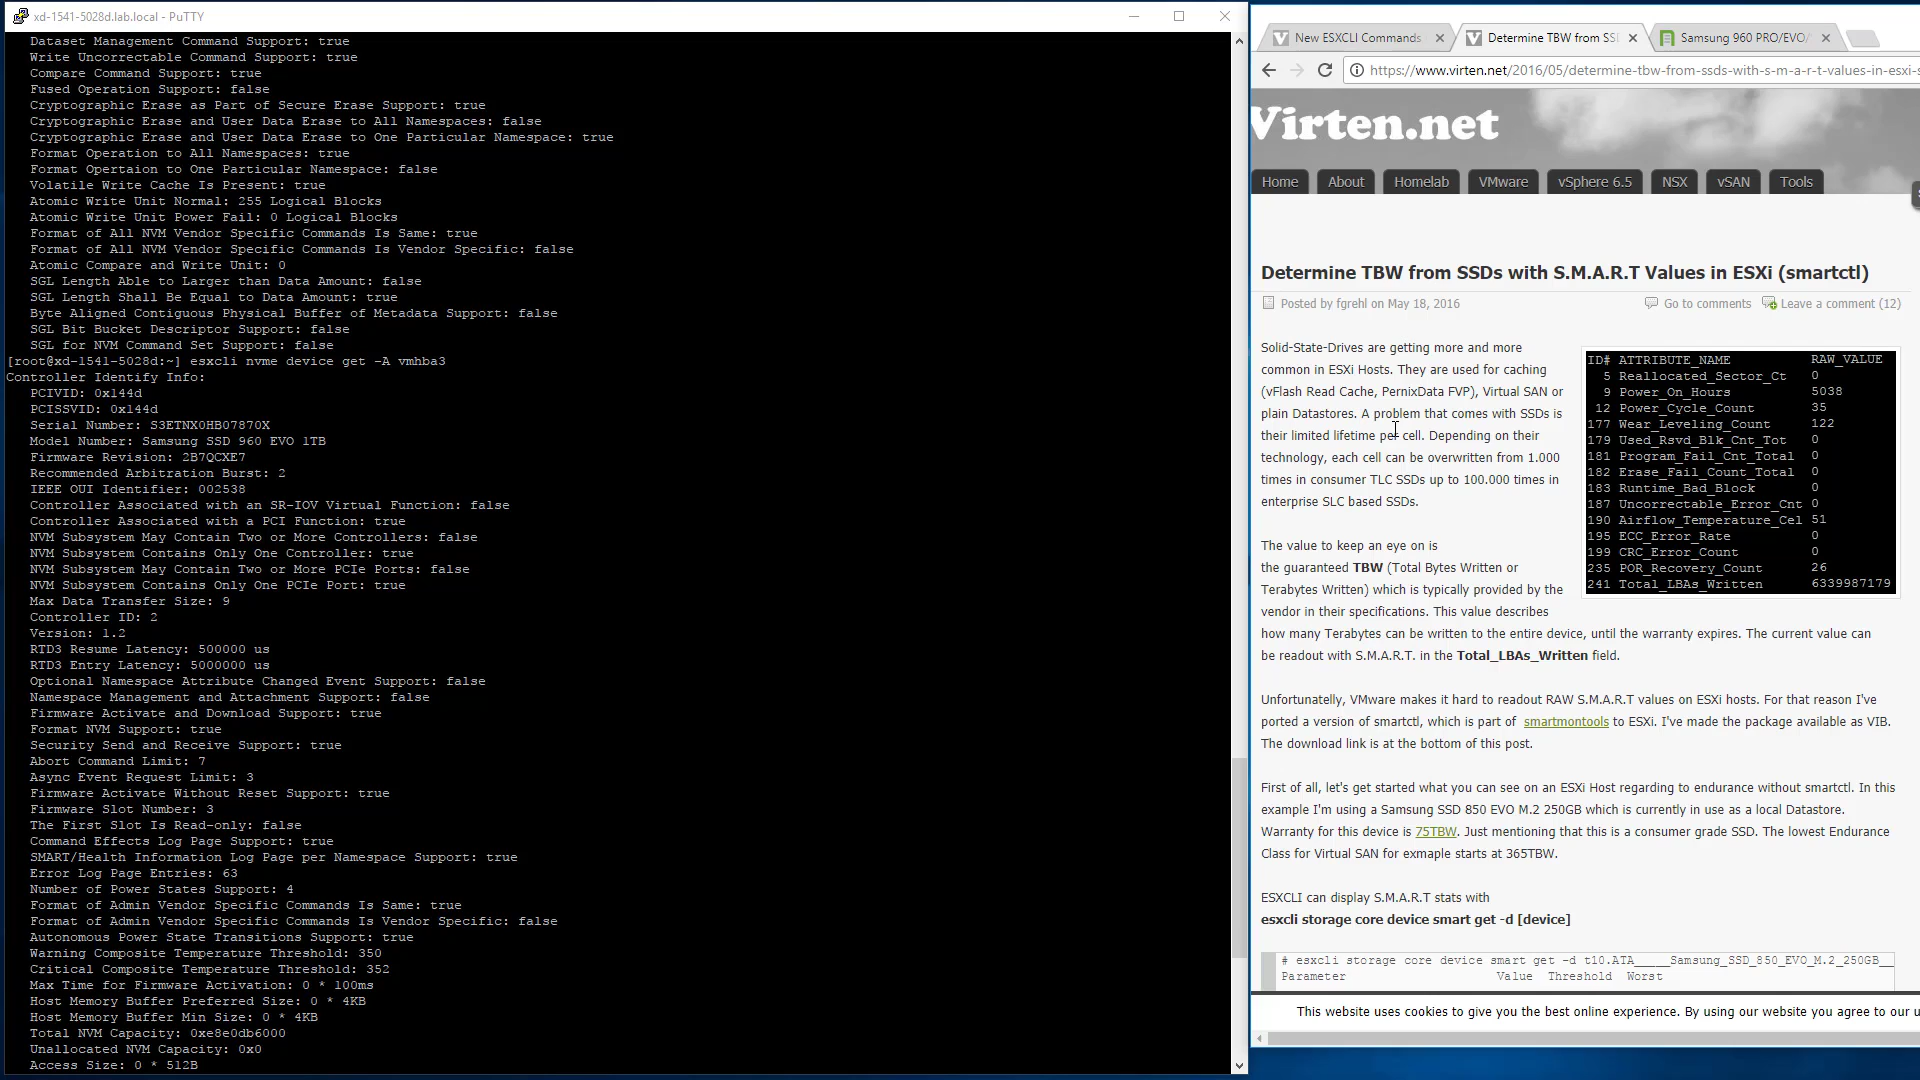 xd-1541-5028d.lab.local - PuTTY
Dataset Management Command Support: true
Write Uncorrectable Command Support: true
Compare Command Support: true
Fused Operation Support: false
Cryptographic Erase as Part of Secure Erase Support: true
Cryptographic Erase and User Data Erase to All Namespaces: false
Cryptographic Erase and User Data Erase to One Particular Namespace: true
Format Operation to All Namespaces: true
Format Opertaion to One Particular Namespace: false
Volatile Write Cache Is Present: true
Atomic Write Unit Normal: 255 Logical Blocks
Atomic Write Unit Power Fail: 0 Logical Blocks
Format of All NVM Vendor Specific Commands Is Same: true
Format of All NVM Vendor Specific Commands Is Vendor Specific: false
Atomic Compare and Write Unit: 0
SGL Length Able to Larger than Data Amount: false
SGL Length Shall Be Equal to Data Amount: true
Byte Aligned Contiguous Physical Buffer of Metadata Support: false
SGL Bit Bucket Descriptor Support: false
SGL for NVM Command Set Support: false
[root@xd-1541-5028d:~] esxcli nvme device get -A vmhba3
Controller Identify Info:
PCIVID: 0x144d
PCISSVID: 0x144d
Serial Number: S3ETNX0HB07870X
Model Number: Samsung SSD 960 EVO 1TB
Firmware Revision: 2B7QCXE7
Recommended Arbitration Burst: 2
IEEE OUI Identifier: 002538
Controller Associated with an SR-IOV Virtual Function: false
Controller Associated with a PCI Function: true
NVM Subsystem May Contain Two or More Controllers: false
NVM Subsystem Contains Only One Controller: true
NVM Subsystem May Contain Two or More PCIe Ports: false
NVM Subsystem Contains Only One PCIe Port: true
Max Data Transfer Size: 9
Controller ID: 2
Version: 1.2
RTD3 Resume Latency: 500000 us
RTD3 Entry Latency: 5000000 us
Optional Namespace Attribute Changed Event Support: false
Namespace Management and Attachment Support: false
Firmware Activate and Download Support: true
Format NVM Support: true
Security Send and Receive Support: true
Abort Command Limit: 7
Async Event Request Limit: 3
Firmware Activate Without Reset Support: true
Firmware Slot Number: 3
The First Slot Is Read-only: false
Command Effects Log Page Support: true
SMART/Health Information Log Page per Namespace Support: true
Error Log Page Entries: 63
Number of Power States Support: 4
Format of Admin Vendor Specific Commands Is Same: true
Format of Admin Vendor Specific Commands Is Vendor Specific: false
Autonomous Power State Transitions Support: true
Warning Composite Temperature Threshold: 350
Critical Composite Temperature Threshold: 352
Max Time for Firmware Activation: 0 * 100ms
Host Memory Buffer Preferred Size: 0 * 4KB
Host Memory Buffer Min Size: 0 * 4KB
Total NVM Capacity: 0xe8e0db6000
Unallocated NVM Capacity: 0x0
Access Size: 0 * 512B
New ESXCLI Commands
Determine TBW from SS
Samsung 960 PRO/EVO/
https://www.virten.net/2016/05/determine-tbw-from-ssds-with-s-m-a-r-t-values-in-esxi-s
Virten.net
Home About Homelab VMware vSphere 6.5 NSX vSAN Tools
Determine TBW from SSDs with S.M.A.R.T Values in ESXi (smartctl)
Posted by fgrehl on May 18, 2016 Go to comments Leave a comment (12)
Solid-State-Drives are getting more and more
common in ESXi Hosts. They are used for caching
(vFlash Read Cache, PernixData FVP), Virtual SAN or
plain Datastores. A problem that comes with SSDs is
their limited lifetime per cell. Depending on their
technology, each cell can be overwritten from 1.000
times in consumer TLC SSDs up to 100.000 times in
enterprise SLC based SSDs.
ID# ATTRIBUTE_NAME RAW_VALUE
5 Reallocated_Sector_Ct 0
9 Power_On_Hours 5038
12 Power_Cycle_Count 35
177 Wear_Leveling_Count 122
179 Used_Rsvd_Blk_Cnt_Tot 0
181 Program_Fail_Cnt_Total 0
182 Erase_Fail_Count_Total 0
183 Runtime_Bad_Block 0
187 Uncorrectable_Error_Cnt 0
190 Airflow_Temperature_Cel 51
195 ECC_Error_Rate 0
199 CRC_Error_Count 0
235 POR_Recovery_Count 26
241 Total_LBAs_Written 6339987179
The value to keep an eye on is
the guaranteed TBW (Total Bytes Written or
Terabytes Written) which is typically provided by the
vendor in their specifications. This value describes
how many Terabytes can be written to the entire device, until the warranty expires. The current value can
be readout with S.M.A.R.T. in the Total_LBAs_Written field.
Unfortunatelly, VMware makes it hard to readout RAW S.M.A.R.T values on ESXi hosts. For that reason I've
ported a version of smartctl, which is part of smartmontools to ESXi. I've made the package available as VIB.
The download link is at the bottom of this post.
First of all, let's get started what you can see on an ESXi Host regarding to endurance without smartctl. In this
example I'm using a Samsung SSD 850 EVO M.2 250GB which is currently in use as a local Datastore.
Warranty for this device is 75TBW. Just mentioning that this is a consumer grade SSD. The lowest Endurance
Class for Virtual SAN for exmaple starts at 365TBW.
ESXCLI can display S.M.A.R.T stats with
esxcli storage core device smart get -d [device]
# esxcli storage core device smart get -d t10.ATA_____Samsung_SSD_850_EVO_M.2_250GB__
Parameter Value Threshold Worst
This website uses cookies to give you the best online experience. By using our website you agree to our u